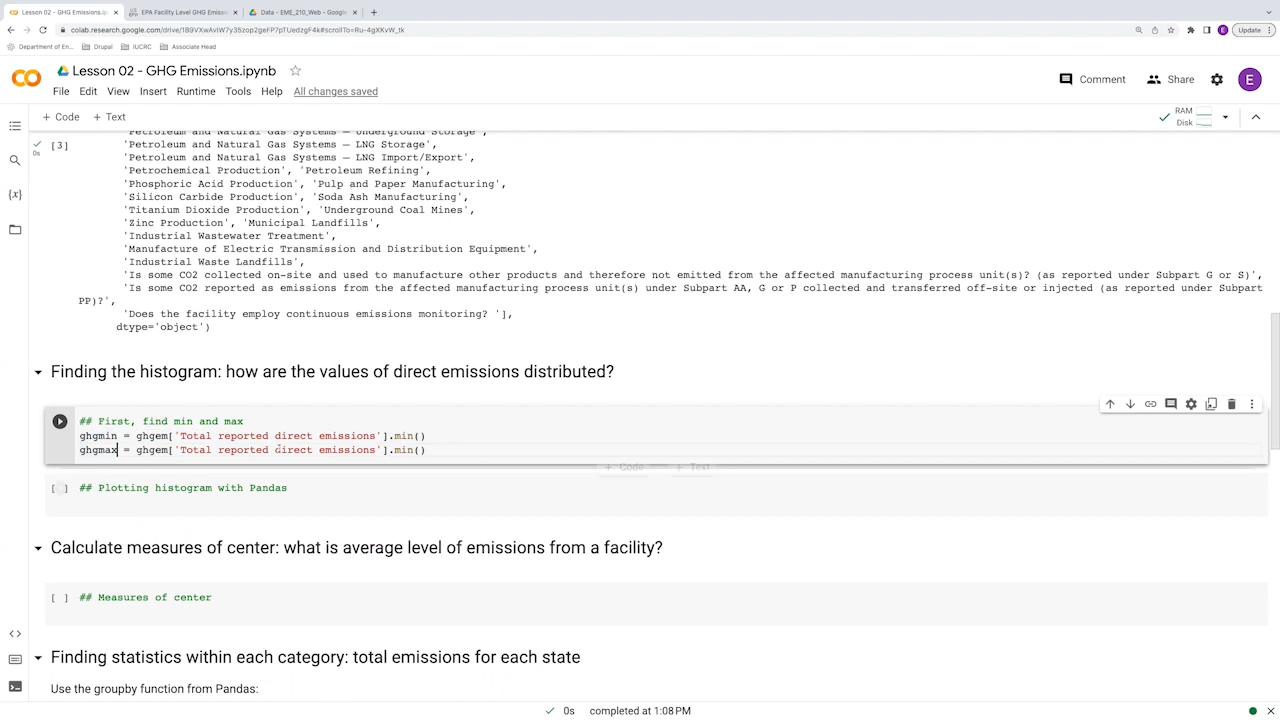 Lesson 02 - GHG Emissions.ip
EPA Facility Level GHG Emiss
Data - EME_210_Web - Google
colab.research.google.com/drive/1B9VXwAvIW7y35zop2geFP7pTUedzgF4k#scrollTo=Ru-4gXKvW_tk
E
Update
Department of En...
Drupal
IUCRC
Associate Head
Lesson 02 - GHG Emissions.ipynb
Comment
Share
E
File Edit View Insert Runtime Tools Help All changes saved
+ Code + Text
RAM
Disk
'Petroleum and Natural Gas Systems – Underground Storage',
[3] 'Petroleum and Natural Gas Systems – LNG Storage',
0s
'Petroleum and Natural Gas Systems – LNG Import/Export',
'Petrochemical Production', 'Petroleum Refining',
'Phosphoric Acid Production', 'Pulp and Paper Manufacturing',
'Silicon Carbide Production', 'Soda Ash Manufacturing',
'Titanium Dioxide Production', 'Underground Coal Mines',
'Zinc Production', 'Municipal Landfills',
'Industrial Wastewater Treatment',
'Manufacture of Electric Transmission and Distribution Equipment',
'Industrial Waste Landfills',
'Is some CO2 collected on-site and used to manufacture other products and therefore not emitted from the affected manufacturing process unit(s)? (as reported under Subpart G or S)',
'Is some CO2 reported as emissions from the affected manufacturing process unit(s) under Subpart AA, G or P collected and transferred off-site or injected (as reported under Subpart
PP)?',
'Does the facility employ continuous emissions monitoring? '],
dtype='object')
Finding the histogram: how are the values of direct emissions distributed?
## First, find min and max
ghgmin = ghgem['Total reported direct emissions'].min()
ghgmax = ghgem['Total reported direct emissions'].min()
+ Code + Text
[ ] ## Plotting histogram with Pandas
Calculate measures of center: what is average level of emissions from a facility?
[ ] ## Measures of center
Finding statistics within each category: total emissions for each state
Use the groupby function from Pandas:
0s completed at 1:08 PM